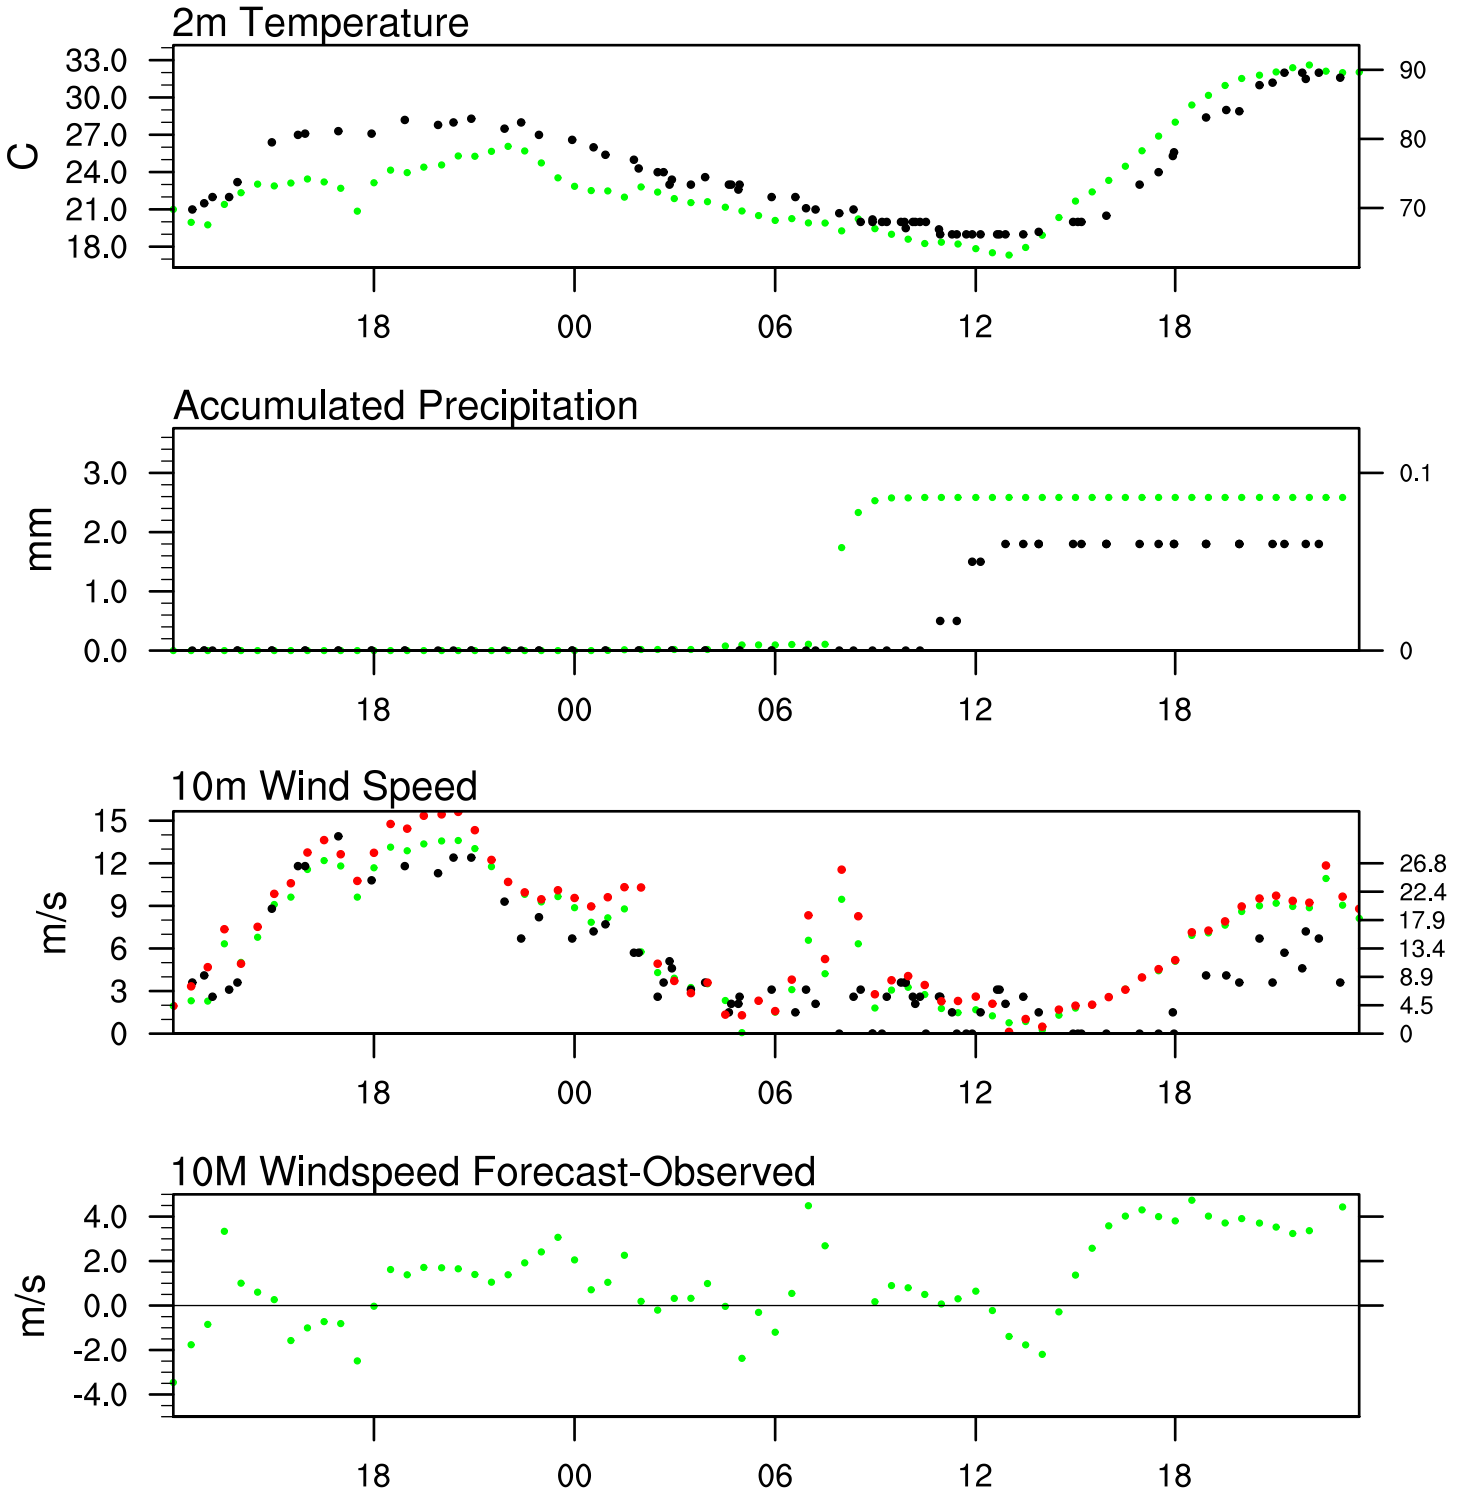 2m Temperature
33.0
30.0
27.0
24.0
21.0
18.0
C
90
80
70
18 00 06 12 18
Accumulated Precipitation
3.0
2.0
1.0
0.0
mm
0.1
0
18 00 06 12 18
10m Wind Speed
15
12
9
6
3
0
m/s
26.8
22.4
17.9
13.4
8.9
4.5
0
18 00 06 12 18
10M Windspeed Forecast-Observed
4.0
2.0
0.0
-2.0
-4.0
m/s
18 00 06 12 18